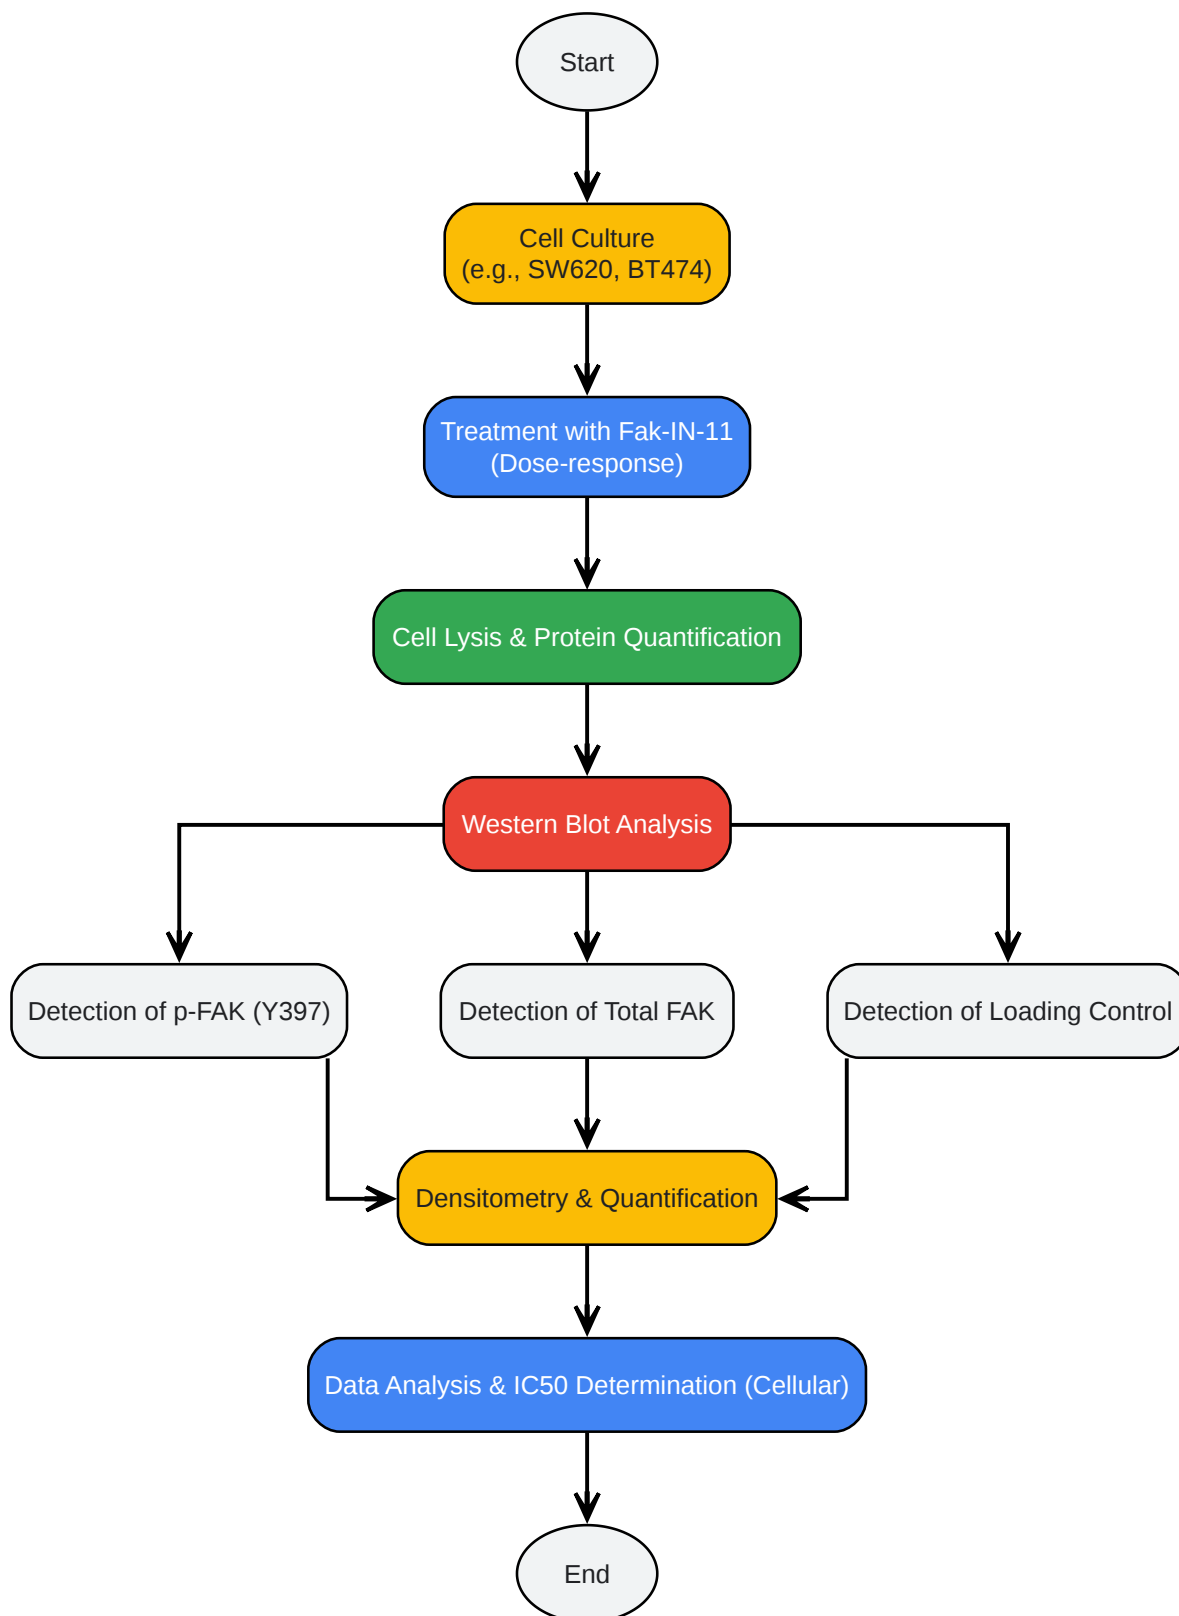 Start
Cell Culture
(e.g., SW620, BT474)
Treatment with Fak-IN-11
(Dose-response)
Cell Lysis & Protein Quantification
Western Blot Analysis
Detection of p-FAK (Y397)
Detection of Total FAK
Detection of Loading Control
Densitometry & Quantification
Data Analysis & IC50 Determination (Cellular)
End